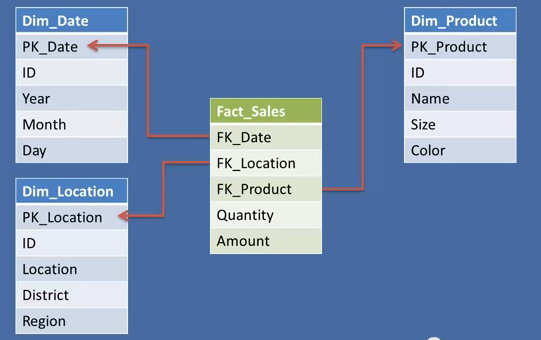 Dim_Date
PK_Date
ID
Year
Month
Day
Dim_Location
PK_Location
ID
Location
District
Region
Fact_Sales
FK_Date
FK_Location
FK_Product
Quantity
Amount
Dim_Product
PK_Product
ID
Name
Size
Color